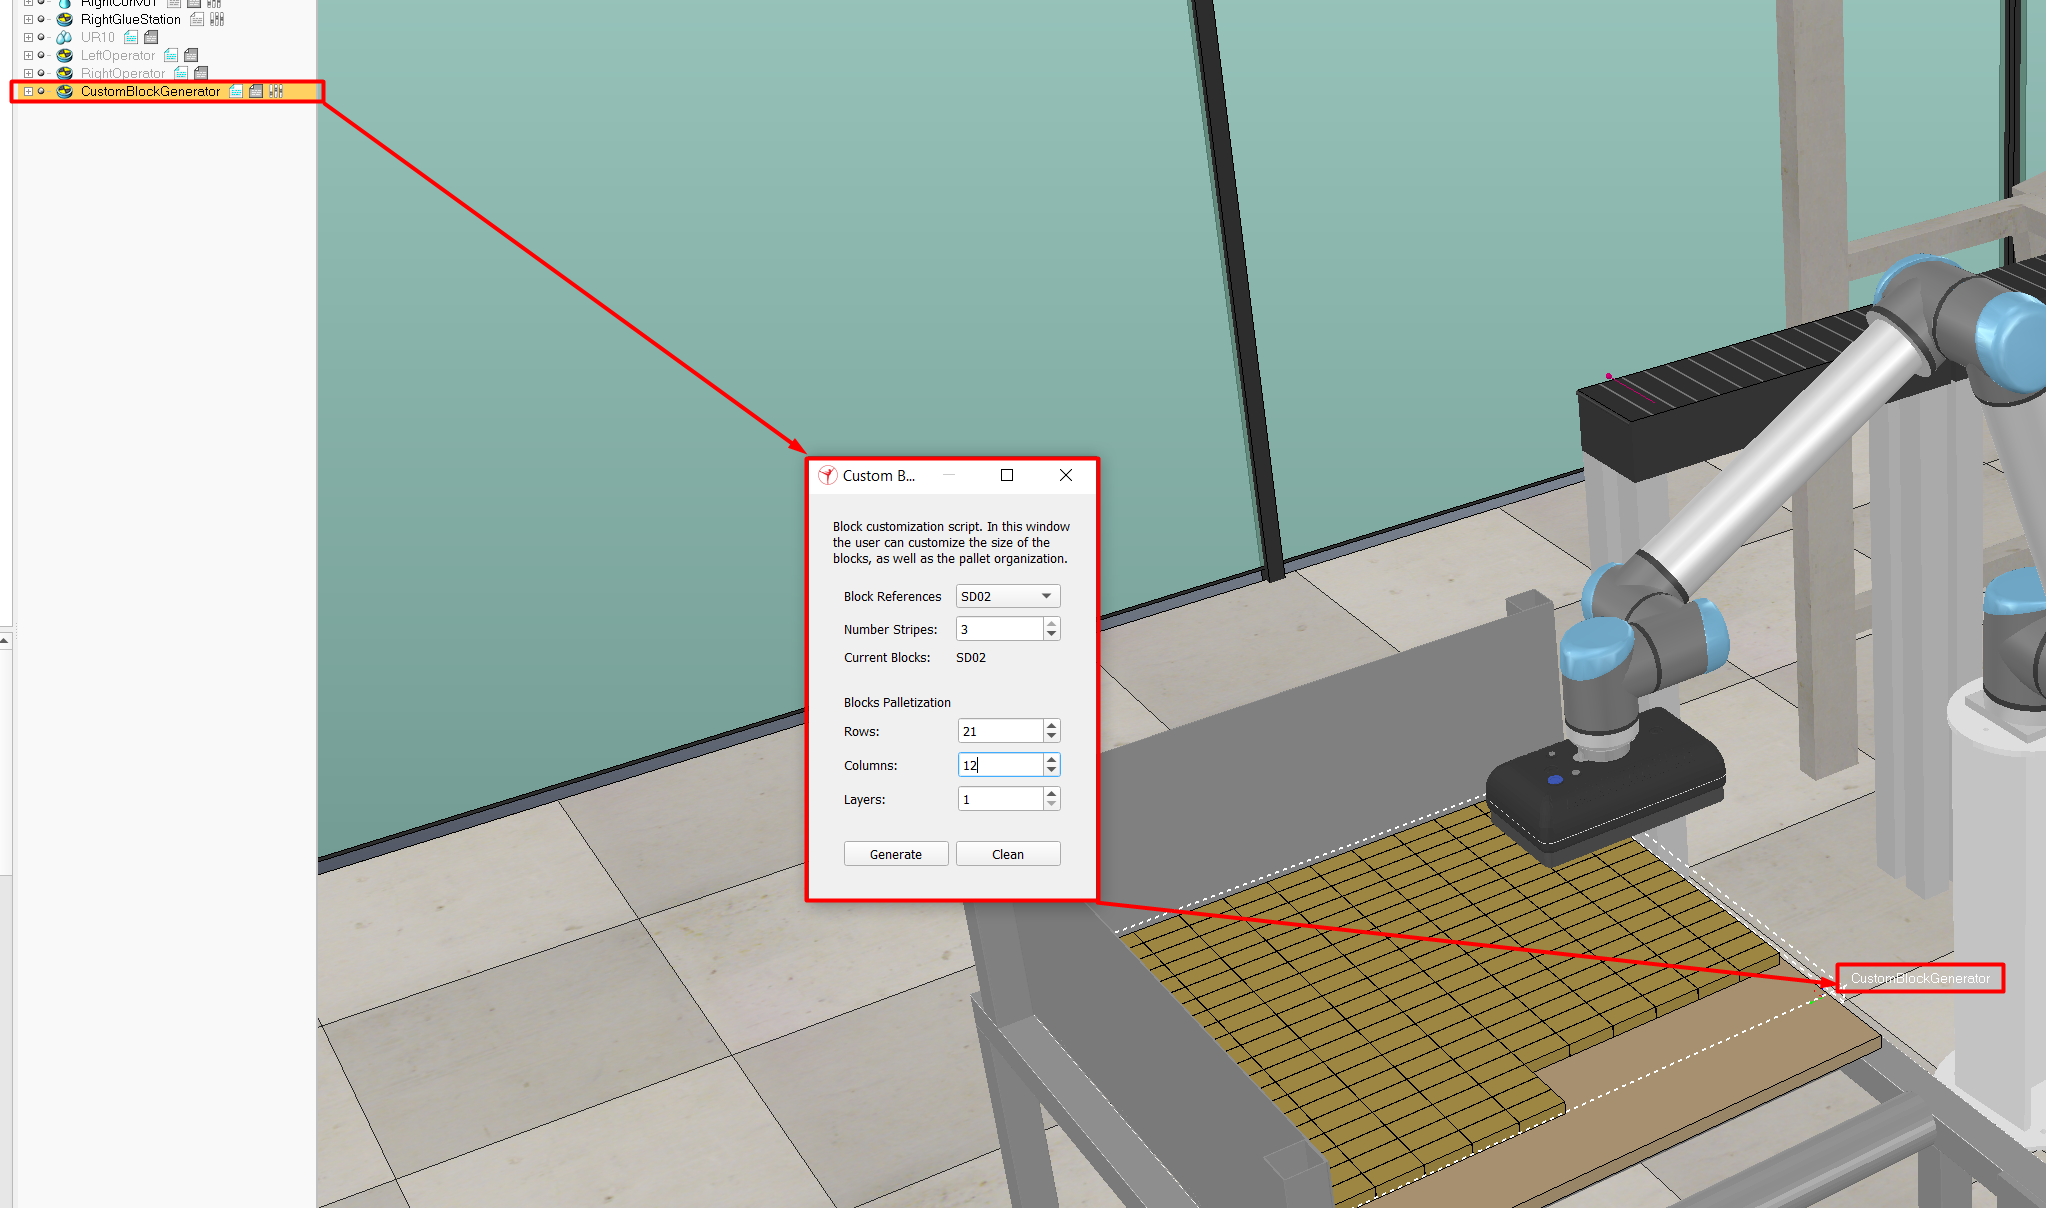 RightConv01
RightGlueStation
UR10
LeftOperator
RightOperator
CustomBlockGenerator
Custom B...
Block customization script. In this window
the user can customize the size of the
blocks, as well as the pallet organization.
Block References SD02
Number Stripes: 3
Current Blocks: SD02
Blocks Palletization
Rows: 21
Columns: 12
Layers: 1
Generate Clean
CustomBlockGenerator